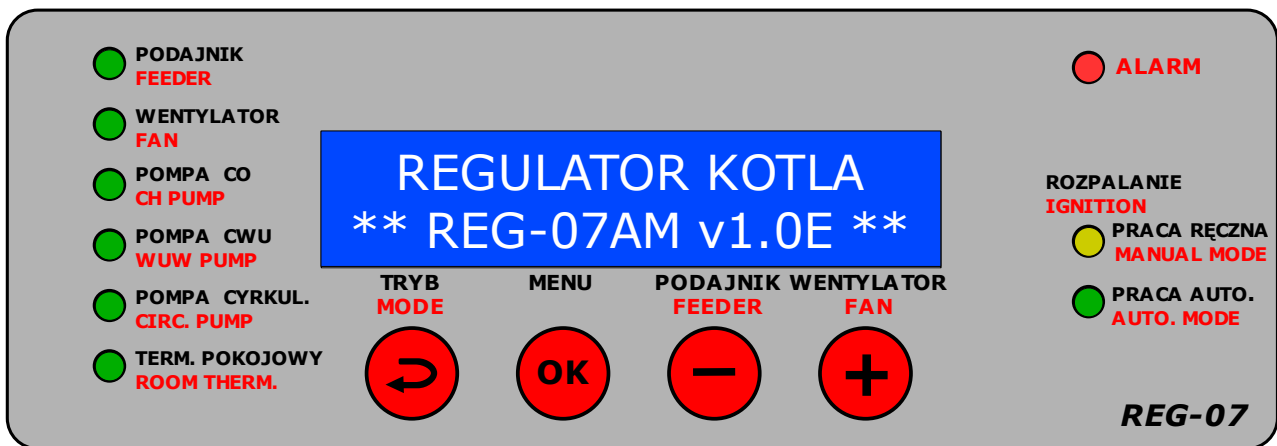 PODAJNIK
FEEDER
WENTYLATOR
FAN
POMPA CO
CH PUMP
POMPA CWU
WUW PUMP
POMPA CYRKUL.
CIRC. PUMP
TERM. POKOJOWY
ROOM THERM.
REGULATOR KOTLA
** REG-07AM v1.0E **
TRYB
MODE
MENU
PODAJNIK
FEEDER
WENTYLATOR
FAN
OK
ALARM
ROZPALANIE
IGNITION
PRACA RĘCZNA
MANUAL MODE
PRACA AUTO.
AUTO. MODE
REG-07